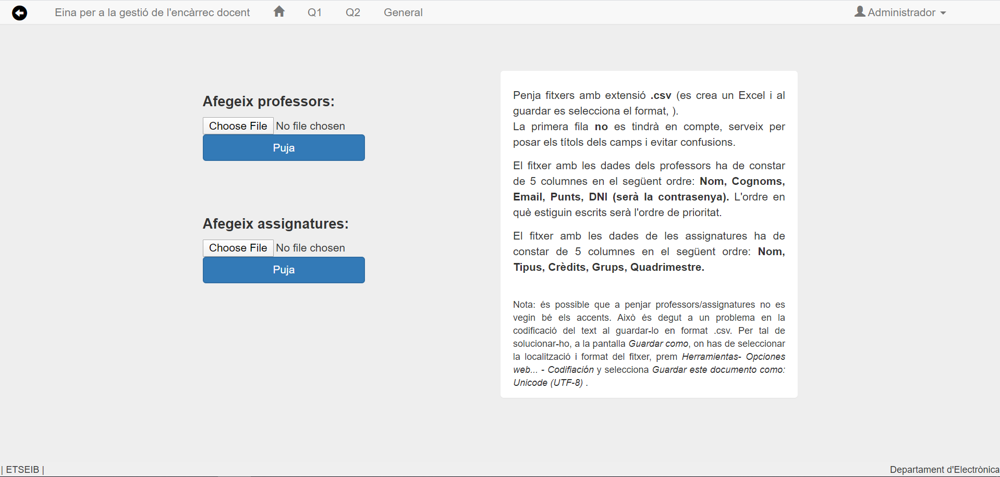 Eina per a la gestió de l'encàrrec docent Q1 Q2 General Administrador
Afegeix professors:
Choose File No file chosen
Puja
Afegeix assignatures:
Choose File No file chosen
Puja
Penja fitxers amb extensió .csv (es crea un Excel i al
guardar es selecciona el format, ).
La primera fila no es tindrà en compte, serveix per
posar els títols dels camps i evitar confusions.
El fitxer amb les dades dels professors ha de constar
de 5 columnes en el següent ordre: Nom, Cognoms,
Email, Punts, DNI (serà la contrasenya). L'ordre en
què estiguin escrits serà l'ordre de prioritat.
El fitxer amb les dades de les assignatures ha de
constar de 5 columnes en el següent ordre: Nom,
Tipus, Crèdits, Grups, Quadrimestre.
Nota: és possible que a penjar professors/assignatures no es
vegin bé els accents. Això és degut a un problema en la
codificació del text al guardar-lo en format .csv. Per tal de
solucionar-ho, a la pantalla Guardar como, on has de seleccionar
la localització i format del fitxer, prem Herramientas- Opciones
web... - Codifiación y selecciona Guardar este documento como:
Unicode (UTF-8) .
| ETSEIB |
Departament d'Electrònica